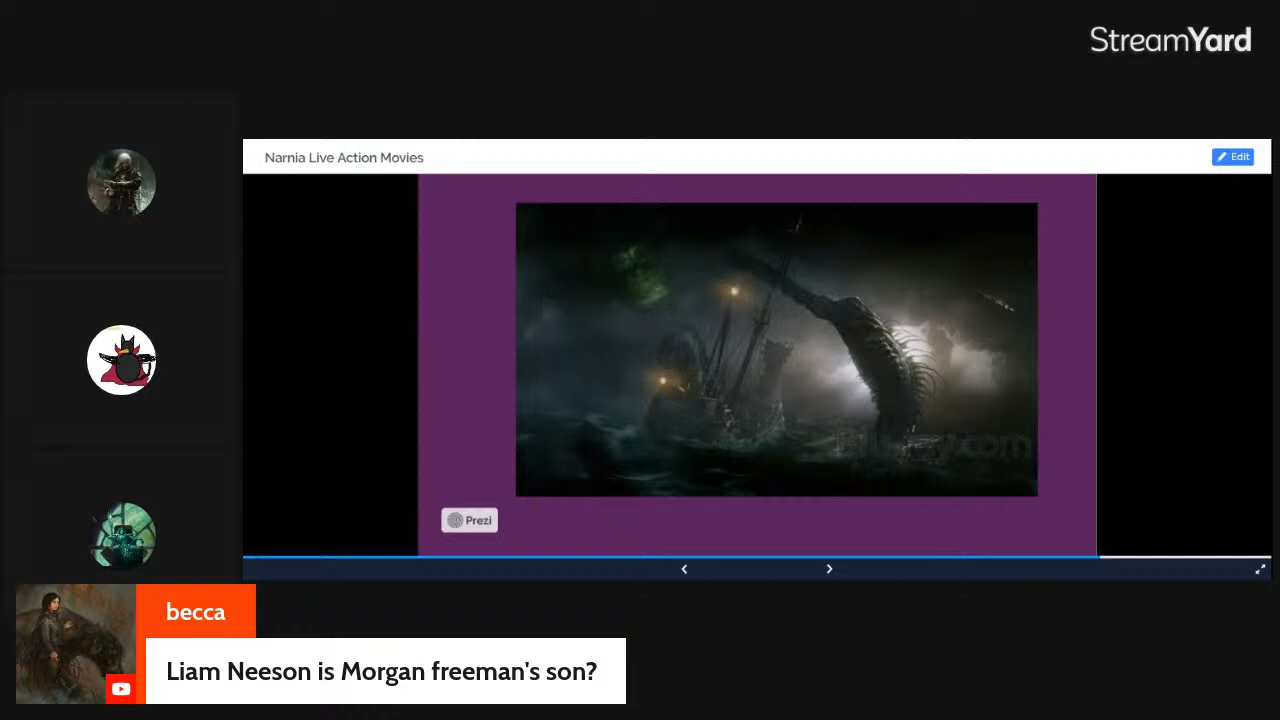 StreamYard
Narnia Live Action Movies
Edit
Prezi
becca
Liam Neeson is Morgan freeman's son?